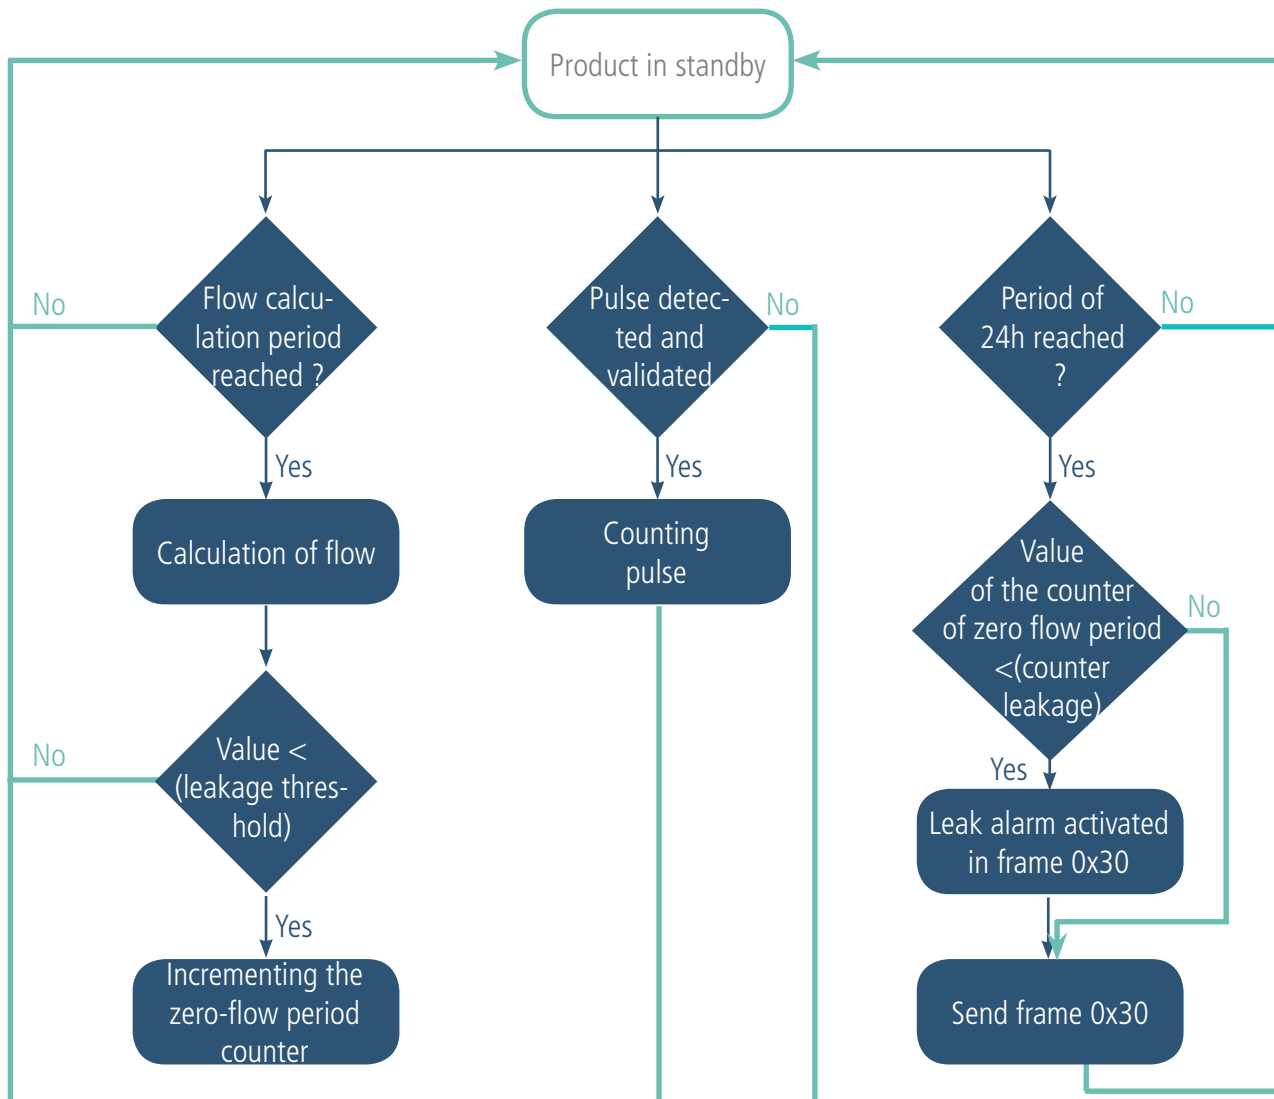 Product in standby
No
Flow calcu-
lation period
reached ?
Yes
Calculation of flow
No
Value <
(leakage thres-
hold)
Yes
Incrementing the
zero-flow period
counter
Pulse detec-
ted and
validated
No
Yes
Counting
pulse
Period of
24h reached
?
No
Yes
Value
of the counter
of zero flow period
<(counter
leakage)
No
Yes
Leak alarm activated
in frame 0x30
Send frame 0x30